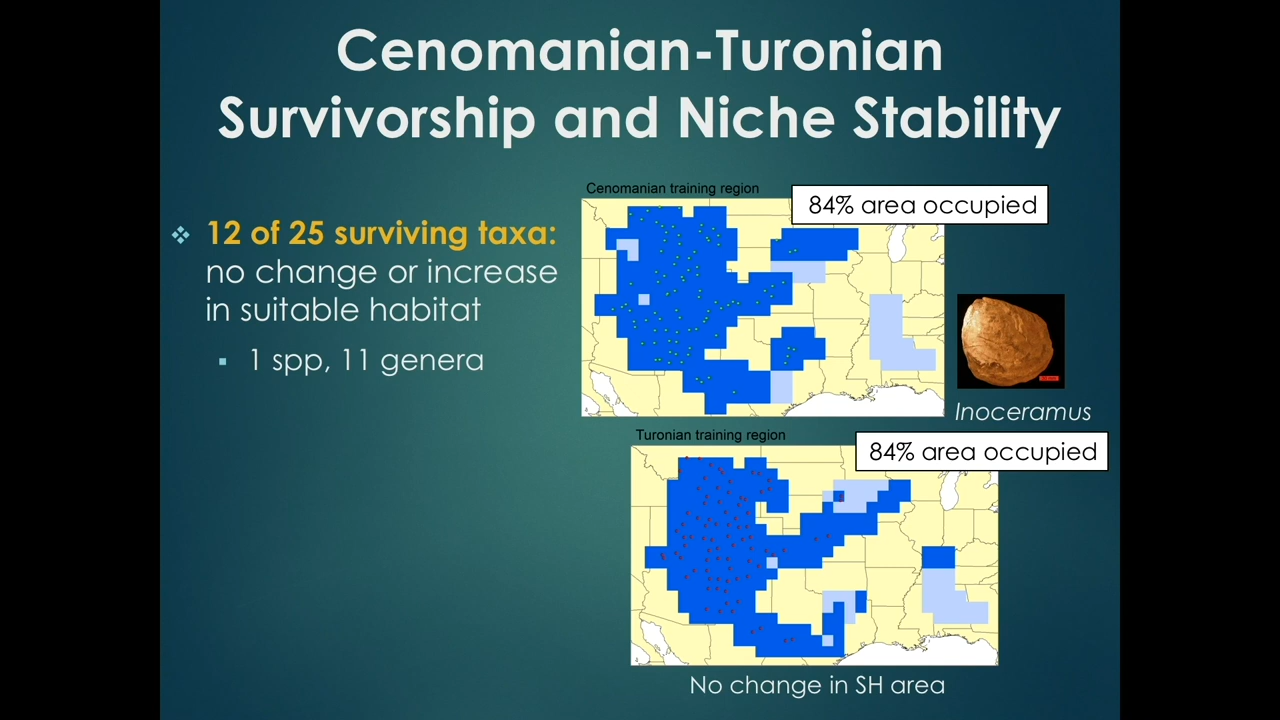 Cenomanian-Turonian
Survivorship and Niche Stability
12 of 25 surviving taxa:
no change or increase
in suitable habitat
1 spp, 11 genera
Cenomanian training region
84% area occupied
Inoceramus
Turonian training region
84% area occupied
No change in SH area